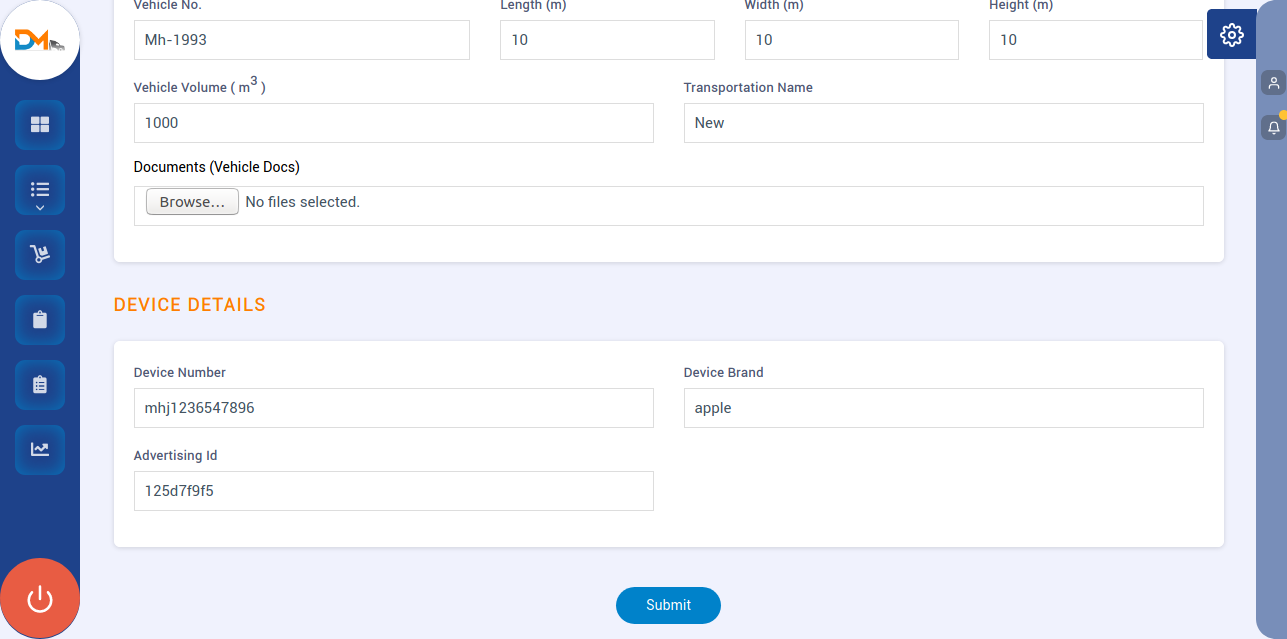 Vehicle No. Length (m) Width (m) Height (m)
Mh-1993 10 10 10
Vehicle Volume ( m3 ) Transportation Name
1000 New
Documents (Vehicle Docs)
Browse... No files selected.
DEVICE DETAILS
Device Number Device Brand
mhj1236547896 apple
Advertising Id
125d7f9f5
Submit
DM